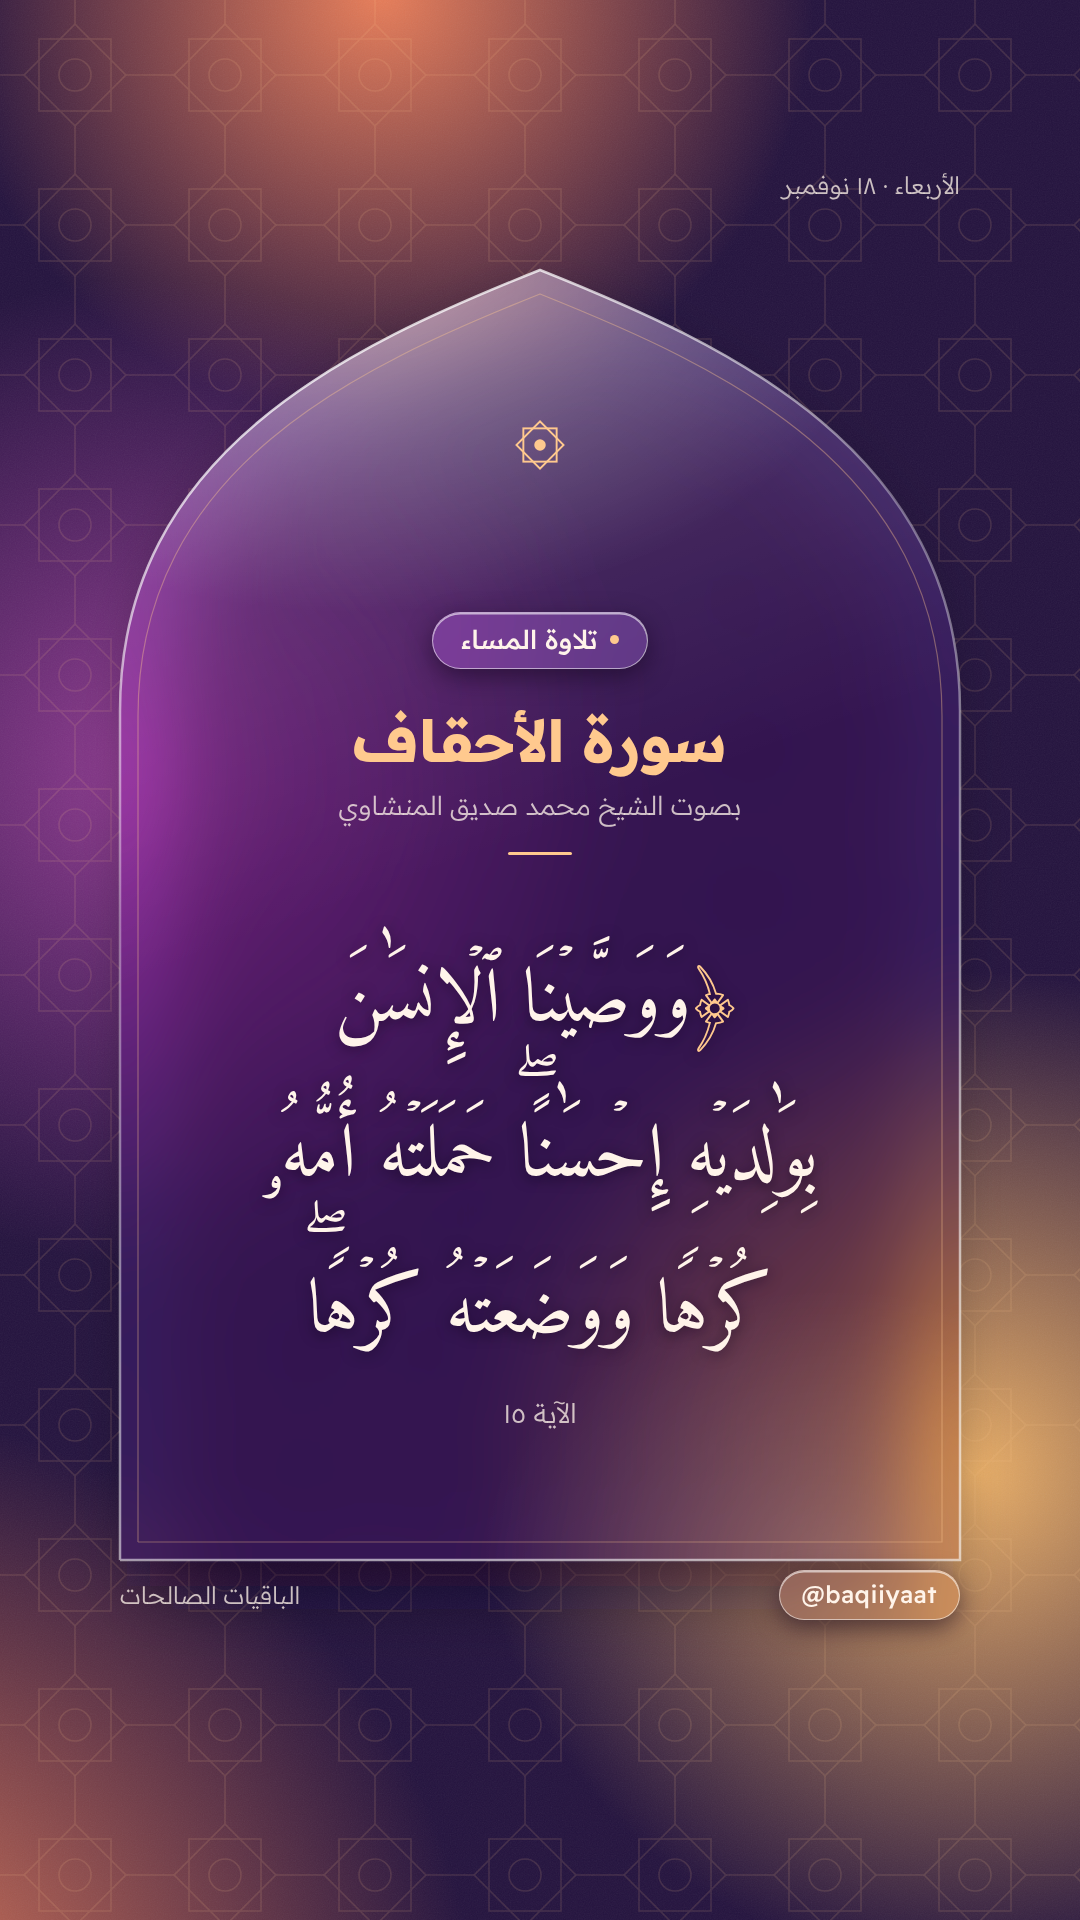 الأربعاء · ١٨ نوفمبر
تلاوة المساء
سورة الأحقاف
بصوت الشيخ محمد صديق المنشاوي
﴿وَوَصَّيۡنَا ٱلۡإِنسَٰنَ
بِوَٰلِدَيۡهِ إِحۡسَٰنًاۖ حَمَلَتۡهُ أُمُّهُۥ
كُرۡهٗا وَوَضَعَتۡهُ كُرۡهٗاۖ
الآية ١٥
@baqiiyaat
الباقيات الصالحات